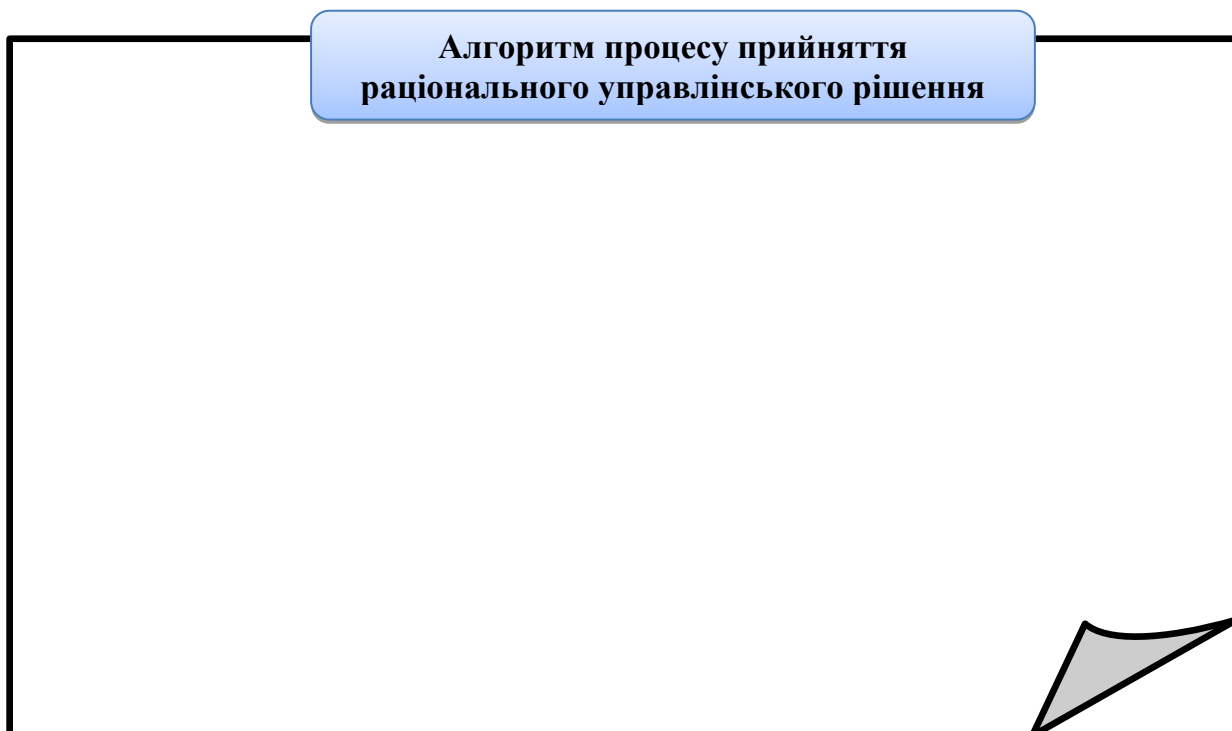 Алгоритм процесу прийняття
раціонального управлінського рішення